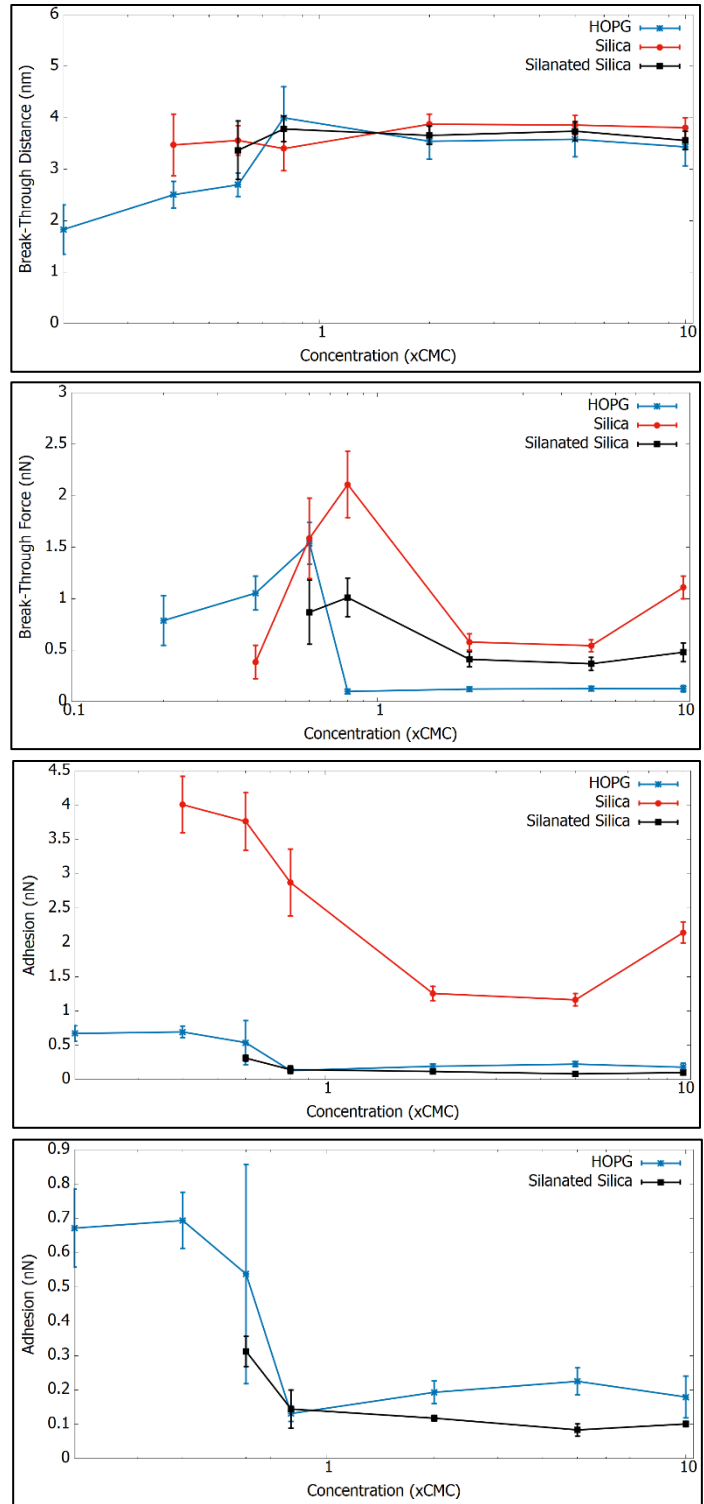 6
5
4
3
2
1
0
Break-Through Distance (nm)
HOPG
Silica
Silanated Silica
1
10
Concentration (xCMC)
3
2.5
2
1.5
1
0.5
0
Break-Through Force (nN)
HOPG
Silica
Silanated Silica
0.1
1
10
Concentration (xCMC)
4.5
4
3.5
3
2.5
2
1.5
1
0.5
0
Adhesion (nN)
HOPG
Silica
Silanated Silica
1
10
Concentration (xCMC)
0.9
0.8
0.7
0.6
0.5
0.4
0.3
0.2
0.1
0
Adhesion (nN)
HOPG
Silanated Silica
1
10
Concentration (xCMC)